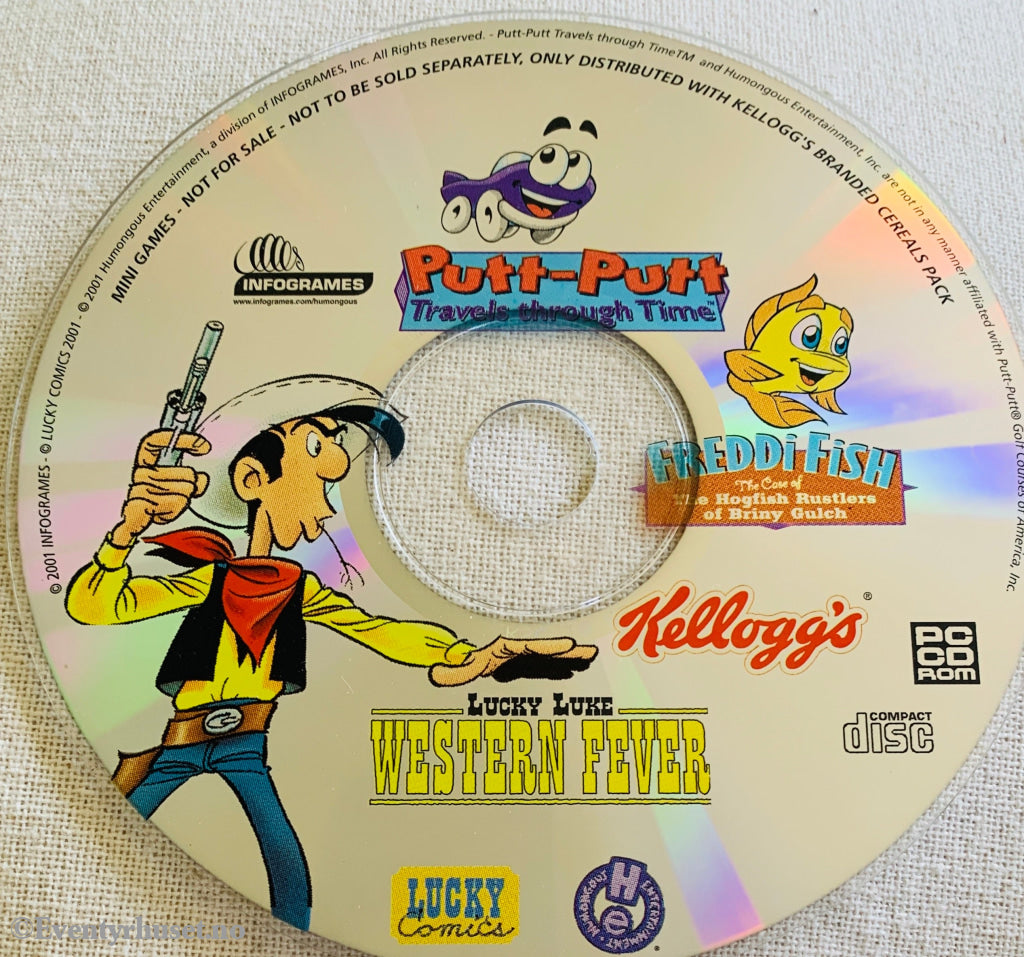 © 2001 INFOGRAMES - © LUCKY COMICS 2001 - © 2001 Humongous Entertainment, a division of INFOGRAMES, Inc. All Rights Reserved. - Putt-Putt Travels through Time™ and Humongous Entertainment, Inc. are not in any manner affiliated with Putt-Putt® Golf Courses of America, Inc.
MINI GAMES - NOT FOR SALE - NOT TO BE SOLD SEPARATELY, ONLY DISTRIBUTED WITH KELLOGG'S BRANDED CEREALS PACK
INFOGRAMES
www.infogrames.com/humongous
Putt-Putt
Travels through Time™
FREDDI FISH
The Case of
The Hogfish Rustlers
of Briny Gulch
Kellogg's®
PC
CD
ROM
COMPACT
disc
LUCKY LUKE
WESTERN FEVER
LUCKY
Comics
HUMONGOUS ENTERTAINMENT
He
©Eventyrhuset.no